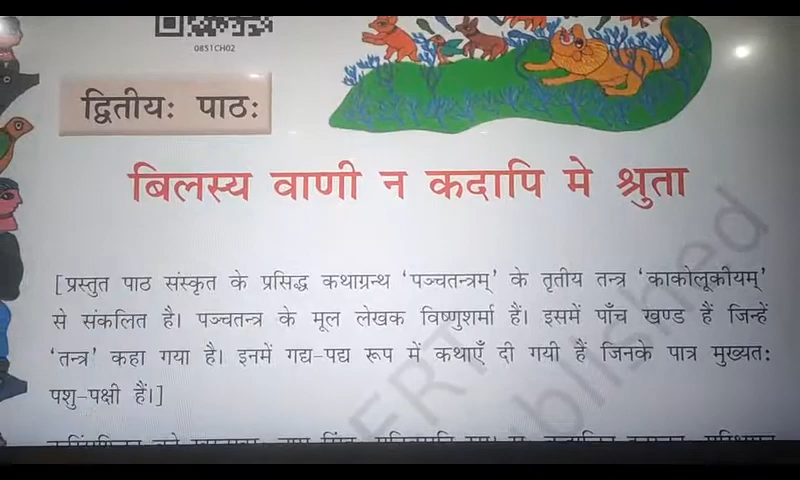 0851CH02
द्वितीयः पाठः
बिलस्य वाणी न कदापि मे श्रुता
[प्रस्तुत पाठ संस्कृत के प्रसिद्ध कथाग्रन्थ ‘पञ्चतन्त्रम्’ के तृतीय तन्त्र ‘काकोलूकीयम्’
से संकलित है। पञ्चतन्त्र के मूल लेखक विष्णुशर्मा हैं। इसमें पाँच खण्ड हैं जिन्हें
‘तन्त्र’ कहा गया है। इनमें गद्य-पद्य रूप में कथाएँ दी गयी हैं जिनके पात्र मुख्यतः
पशु-पक्षी हैं।]